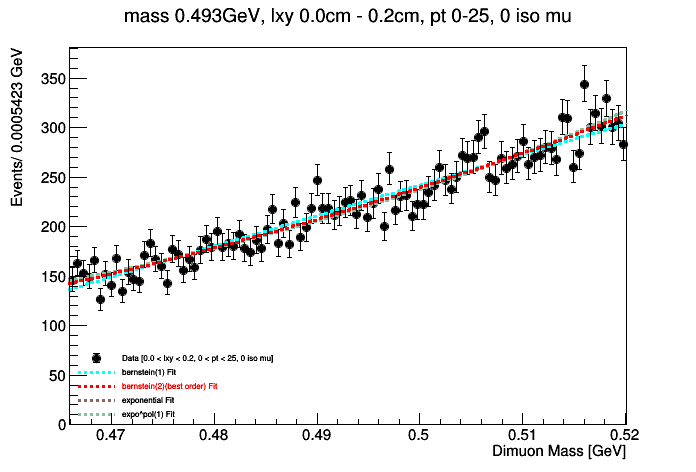 mass 0.493GeV, lxy 0.0cm - 0.2cm, pt 0-25, 0 iso mu
Events/ 0.0005423 GeV
350
300
250
200
150
100
50
0
Data [0.0 < lxy < 0.2, 0 < pt < 25, 0 iso mu]
bernstein(1) Fit
bernstein(2)(best order) Fit
exponential Fit
expo*pol(1) Fit
0.47 0.48 0.49 0.5 0.51 0.52
Dimuon Mass [GeV]